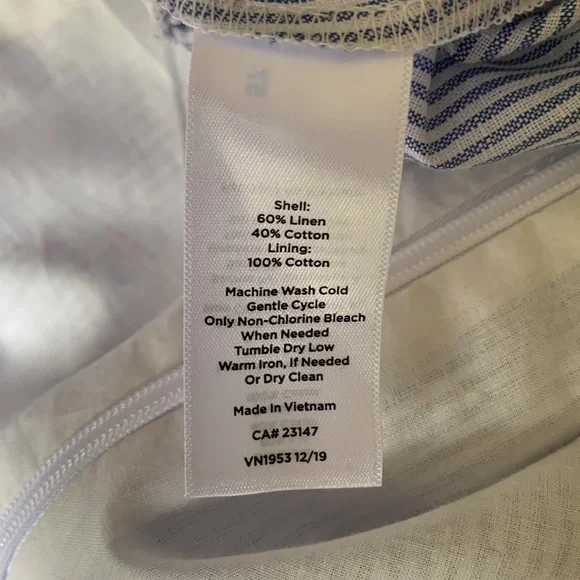 Shell:
60% Linen
40% Cotton
Lining:
100% Cotton
Machine Wash Cold
Gentle Cycle
Only Non-Chlorine Bleach
When Needed
Tumble Dry Low
Warm Iron, if Needed
Or Dry Clean
Made In Vietnam
CA# 23147
VN1953 12/19